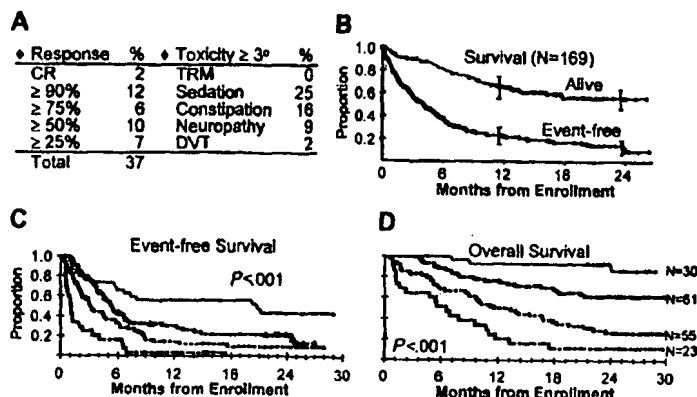 A
♦ Response % ♦ Toxicity ≥ 3º %
CR 2 TRM 0
≥ 90% 12 Sedation 25
≥ 75% 6 Constipation 16
≥ 50% 10 Neuropathy 9
≥ 25% 7 DVT 2
Total 37
B
Survival (N=169)
Alive
Event-free
Proportion
1.0
0.8
0.6
0.4
0.2
0 6 12 18 24
Months from Enrollment
C
Event-free Survival
P<.001
Proportion
1.0
0.8
0.6
0.4
0.2
0 6 12 18 24 30
Months from Enrollment
D
Overall Survival
N=30
N=61
N=55
N=23
P<.001
0 6 12 18 24 30
Months from Enrollment